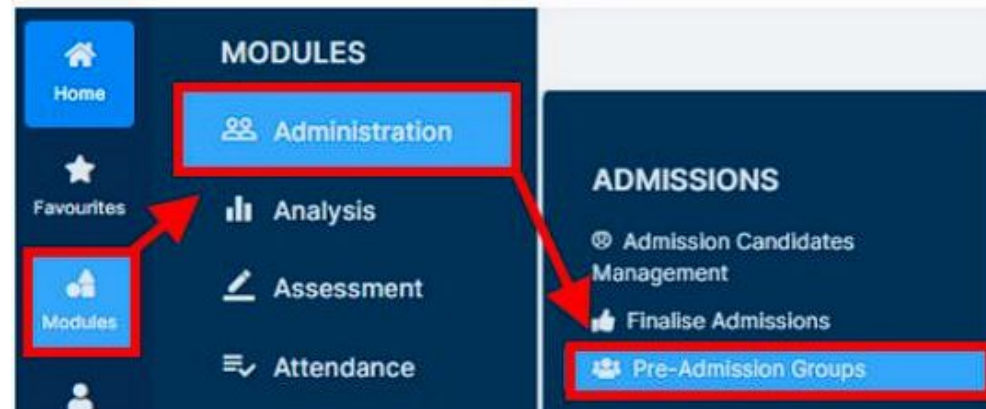 Home
Favourites
Modules
MODULES
Administration
Analysis
Assessment
Attendance
ADMISSIONS
Admission Candidates
Management
Finalise Admissions
Pre-Admission Groups